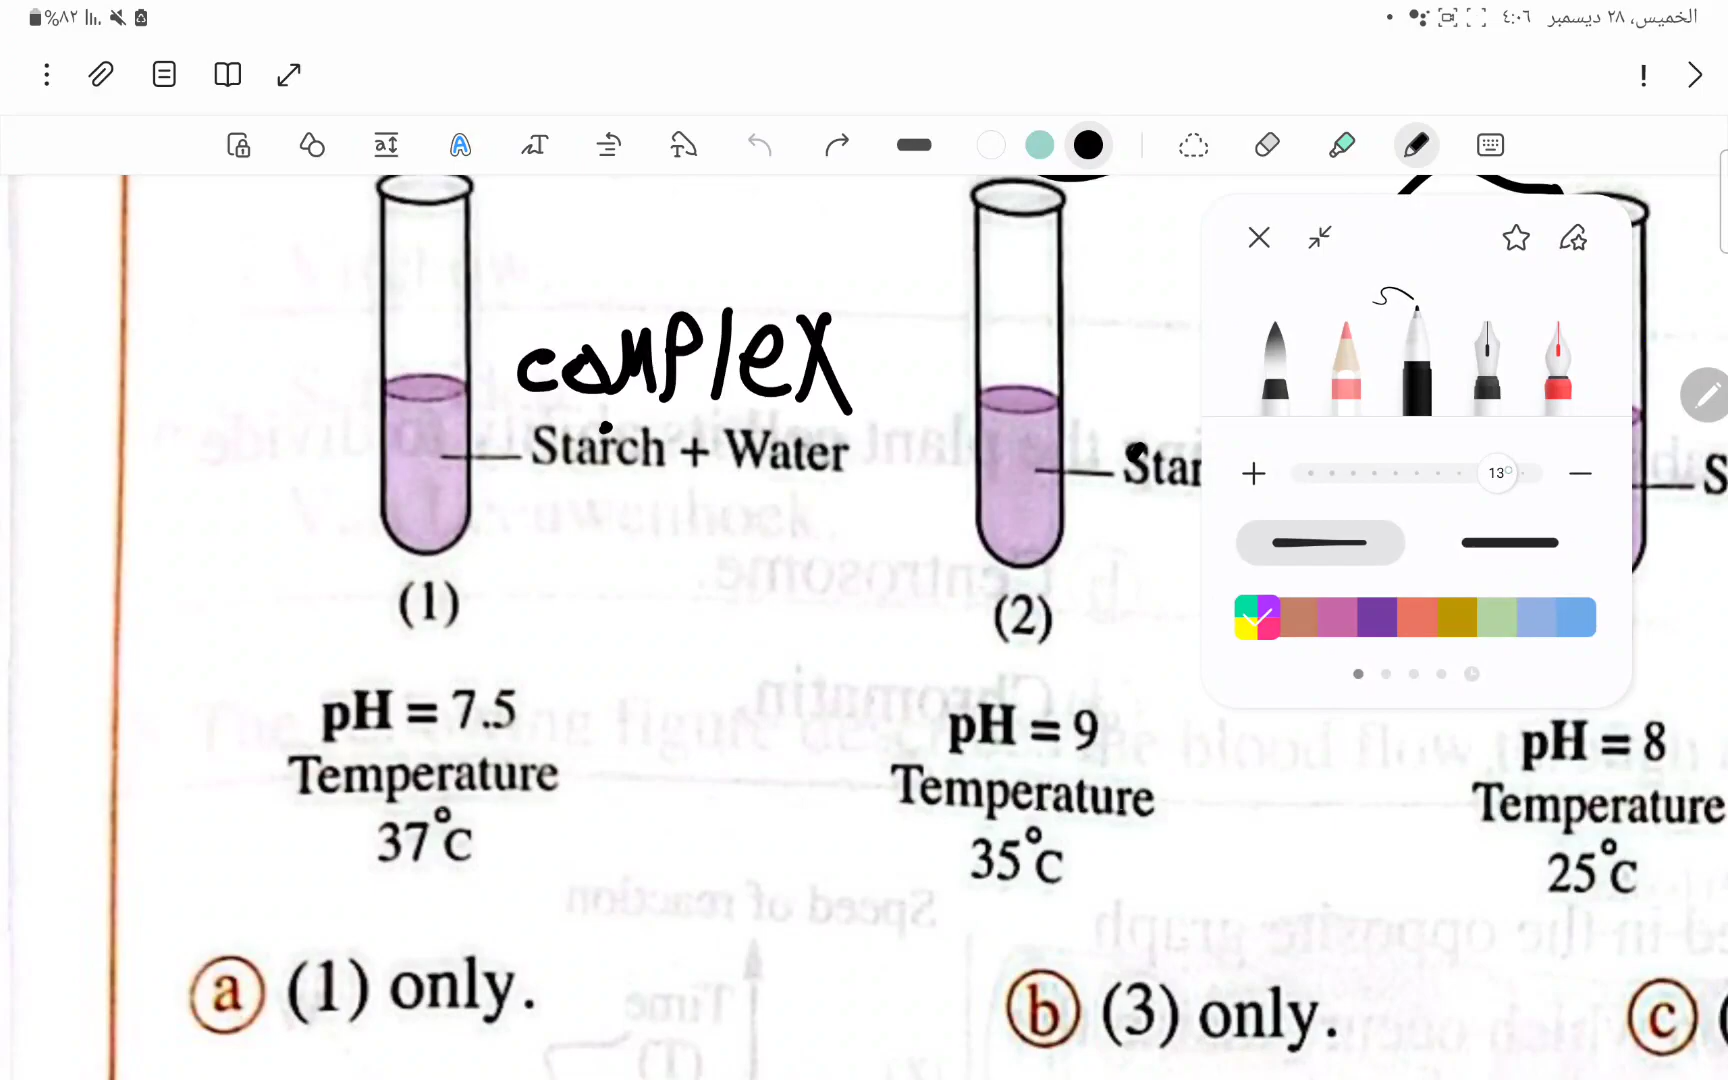 %٨٢
الخميس، ٢٨ ديسمبر ٤:٠٦
complex
Starch + Water
Star
S
(1)
(2)
13
pH = 7.5
Temperature
37°C
pH = 9
Temperature
35°C
pH = 8
Temperature
25°C
a (1) only.
b (3) only.
c (